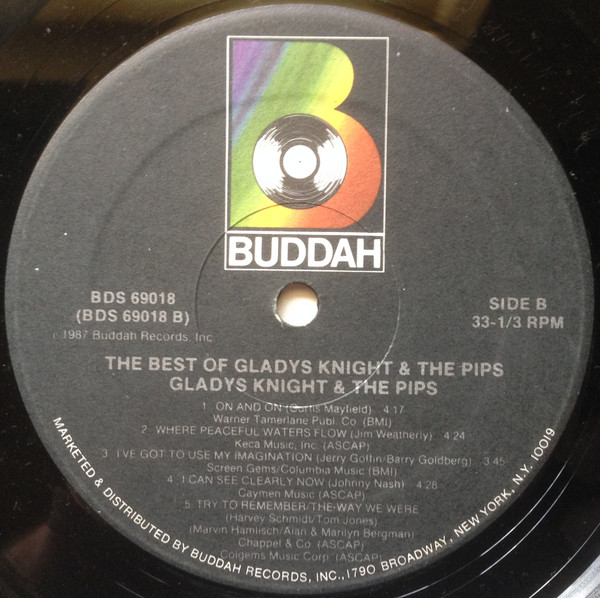 BUDDAH
BDS 69018
(BDS 69018 B)
1987 Buddah Records, Inc
SIDE B
33-1/3 RPM
THE BEST OF GLADYS KNIGHT & THE PIPS
GLADYS KNIGHT & THE PIPS
1. ON AND ON (Curtis Mayfield) 4:17
Warner Tamerlane Publ. Co. (BMI)
2. WHERE PEACEFUL WATERS FLOW (Jim Weatherly) 4:24
Keca Music, Inc. (ASCAP)
3. I'VE GOT TO USE MY IMAGINATION (Jerry Goffin/Barry Goldberg) 3:45
Screen Gems/Columbia Music (BMI)
4. I CAN SEE CLEARLY NOW (Johnny Nash) 4:28
Caymen Music (ASCAP)
5. TRY TO REMEMBER/THE WAY WE WERE
(Harvey Schmidt/Tom Jones)
(Marvin Hamlisch/Alan & Marilyn Bergman)
Chappel & Co. (ASCAP)
Colgems Music Corp. (ASCAP)
MARKETED & DISTRIBUTED BY BUDDAH RECORDS, INC., 1790 BROADWAY, NEW YORK, N.Y. 10019